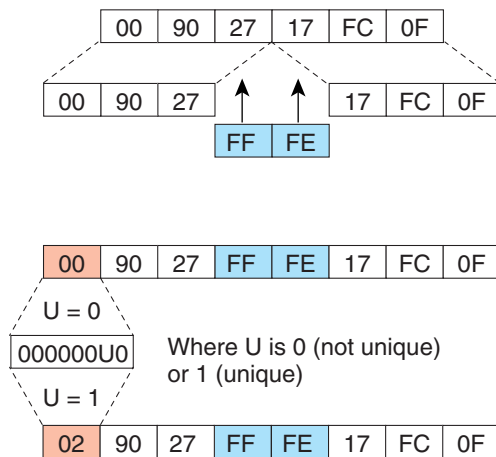 00 90 27 17 FC 0F
00 90 27 17 FC 0F
FF FE
00 90 27 FF FE 17 FC 0F
U = 0
000000U0
Where U is 0 (not unique)
or 1 (unique)
U = 1
02 90 27 FF FE 17 FC 0F